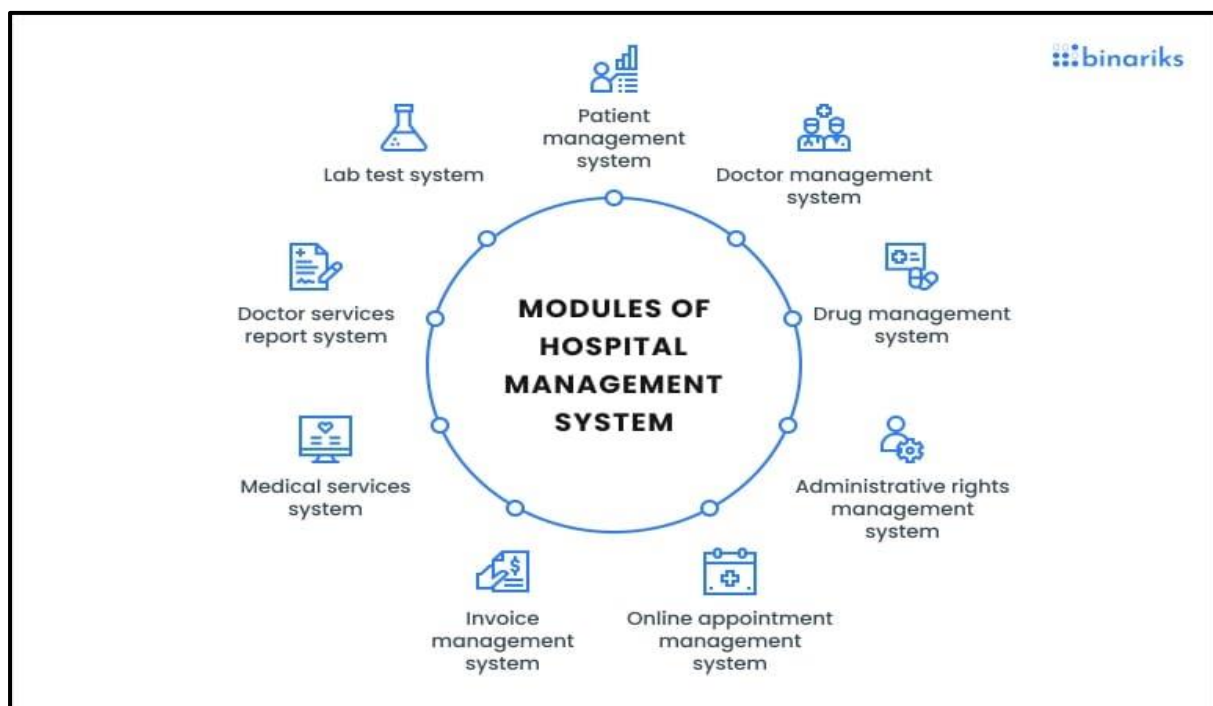 binariks
Patient
management
system
Doctor management
system
Drug management
system
Administrative rights
management
system
Online appointment
management
system
Invoice
management
system
Medical services
system
Doctor services
report system
Lab test system
MODULES OF
HOSPITAL
MANAGEMENT
SYSTEM